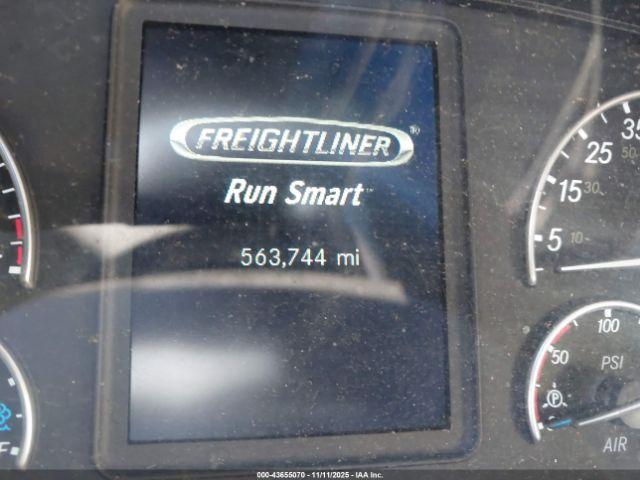 FREIGHTLINER®
Run Smart™
563,744 mi
35
50
25
30
15
5
10
100
50
PSI
P
AIR
F
000-43655070 - 11/11/2025 - IAA Inc.